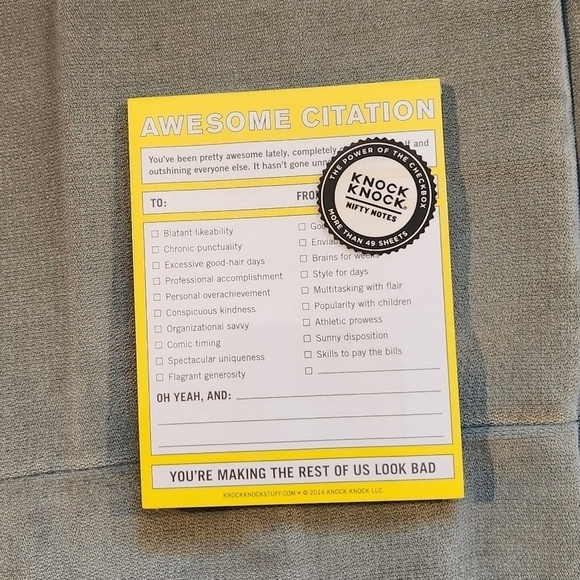 AWESOME CITATION
You've been pretty awesome lately, completely and
outshining everyone else. It hasn't gone
THE POWER OF THE CHECKBOX
KNOCK
KNOCK®
NIFTY NOTES
MORE THAN 49 SHEETS
TO:
Blatant likeability
Chronic punctuality
Excessive good-hair days
Professional accomplishment
Personal overachievement
Conspicuous kindness
Organizational savvy
Comic timing
Spectacular uniqueness
Flagrant generosity
Brains for
Style for days
Multitasking with flair
Popularity with children
Athletic prowess
Sunny disposition
Skills to pay the bills
OH YEAH, AND:
YOU'RE MAKING THE REST OF US LOOK BAD
KNOCKKNOCKSTUFF.COM • © 2014 KNOCK KNOCK LLC